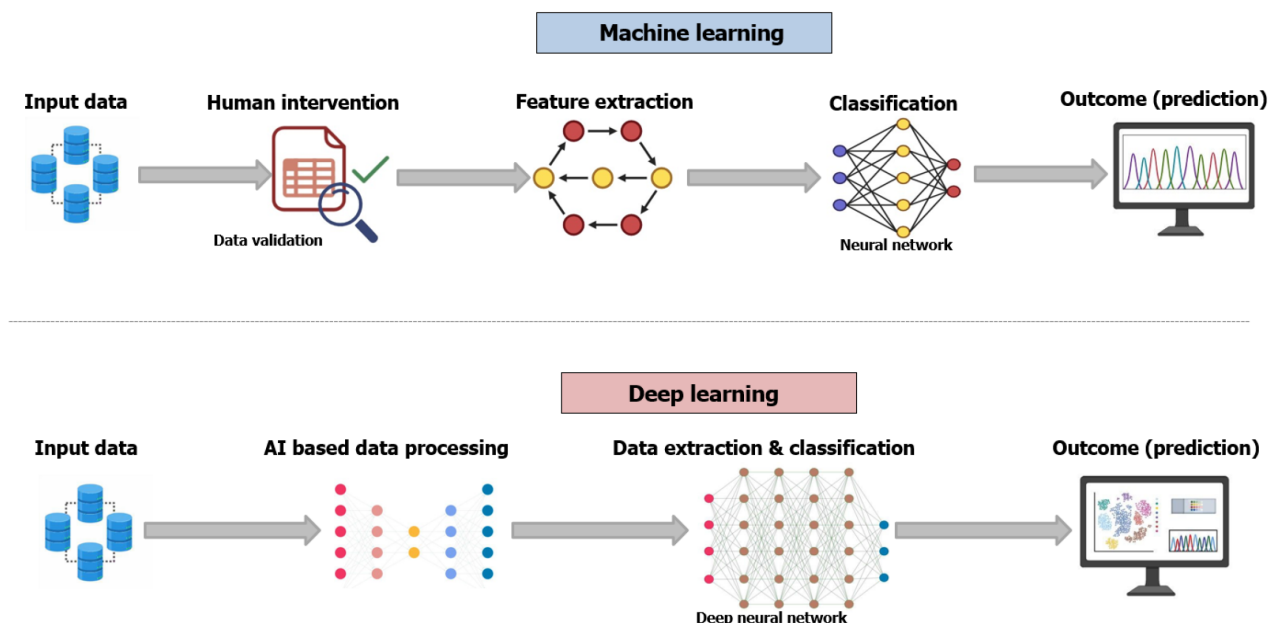 Machine learning
Input data
Human intervention
Feature extraction
Classification
Outcome (prediction)
Data validation
Neural network
Deep learning
Input data
AI based data processing
Data extraction & classification
Outcome (prediction)
Deep neural network